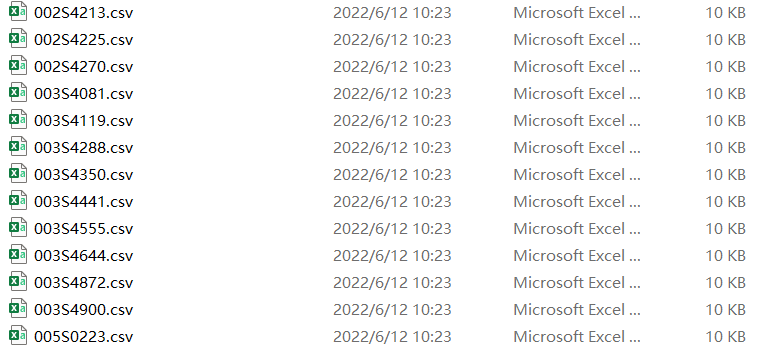 002S4213.csv 2022/6/12 10:23 Microsoft Excel ... 10 KB
002S4225.csv 2022/6/12 10:23 Microsoft Excel ... 10 KB
002S4270.csv 2022/6/12 10:23 Microsoft Excel ... 10 KB
003S4081.csv 2022/6/12 10:23 Microsoft Excel ... 10 KB
003S4119.csv 2022/6/12 10:23 Microsoft Excel ... 10 KB
003S4288.csv 2022/6/12 10:23 Microsoft Excel ... 10 KB
003S4350.csv 2022/6/12 10:23 Microsoft Excel ... 10 KB
003S4441.csv 2022/6/12 10:23 Microsoft Excel ... 10 KB
003S4555.csv 2022/6/12 10:23 Microsoft Excel ... 10 KB
003S4644.csv 2022/6/12 10:23 Microsoft Excel ... 10 KB
003S4872.csv 2022/6/12 10:23 Microsoft Excel ... 10 KB
003S4900.csv 2022/6/12 10:23 Microsoft Excel ... 10 KB
005S0223.csv 2022/6/12 10:23 Microsoft Excel ... 10 KB